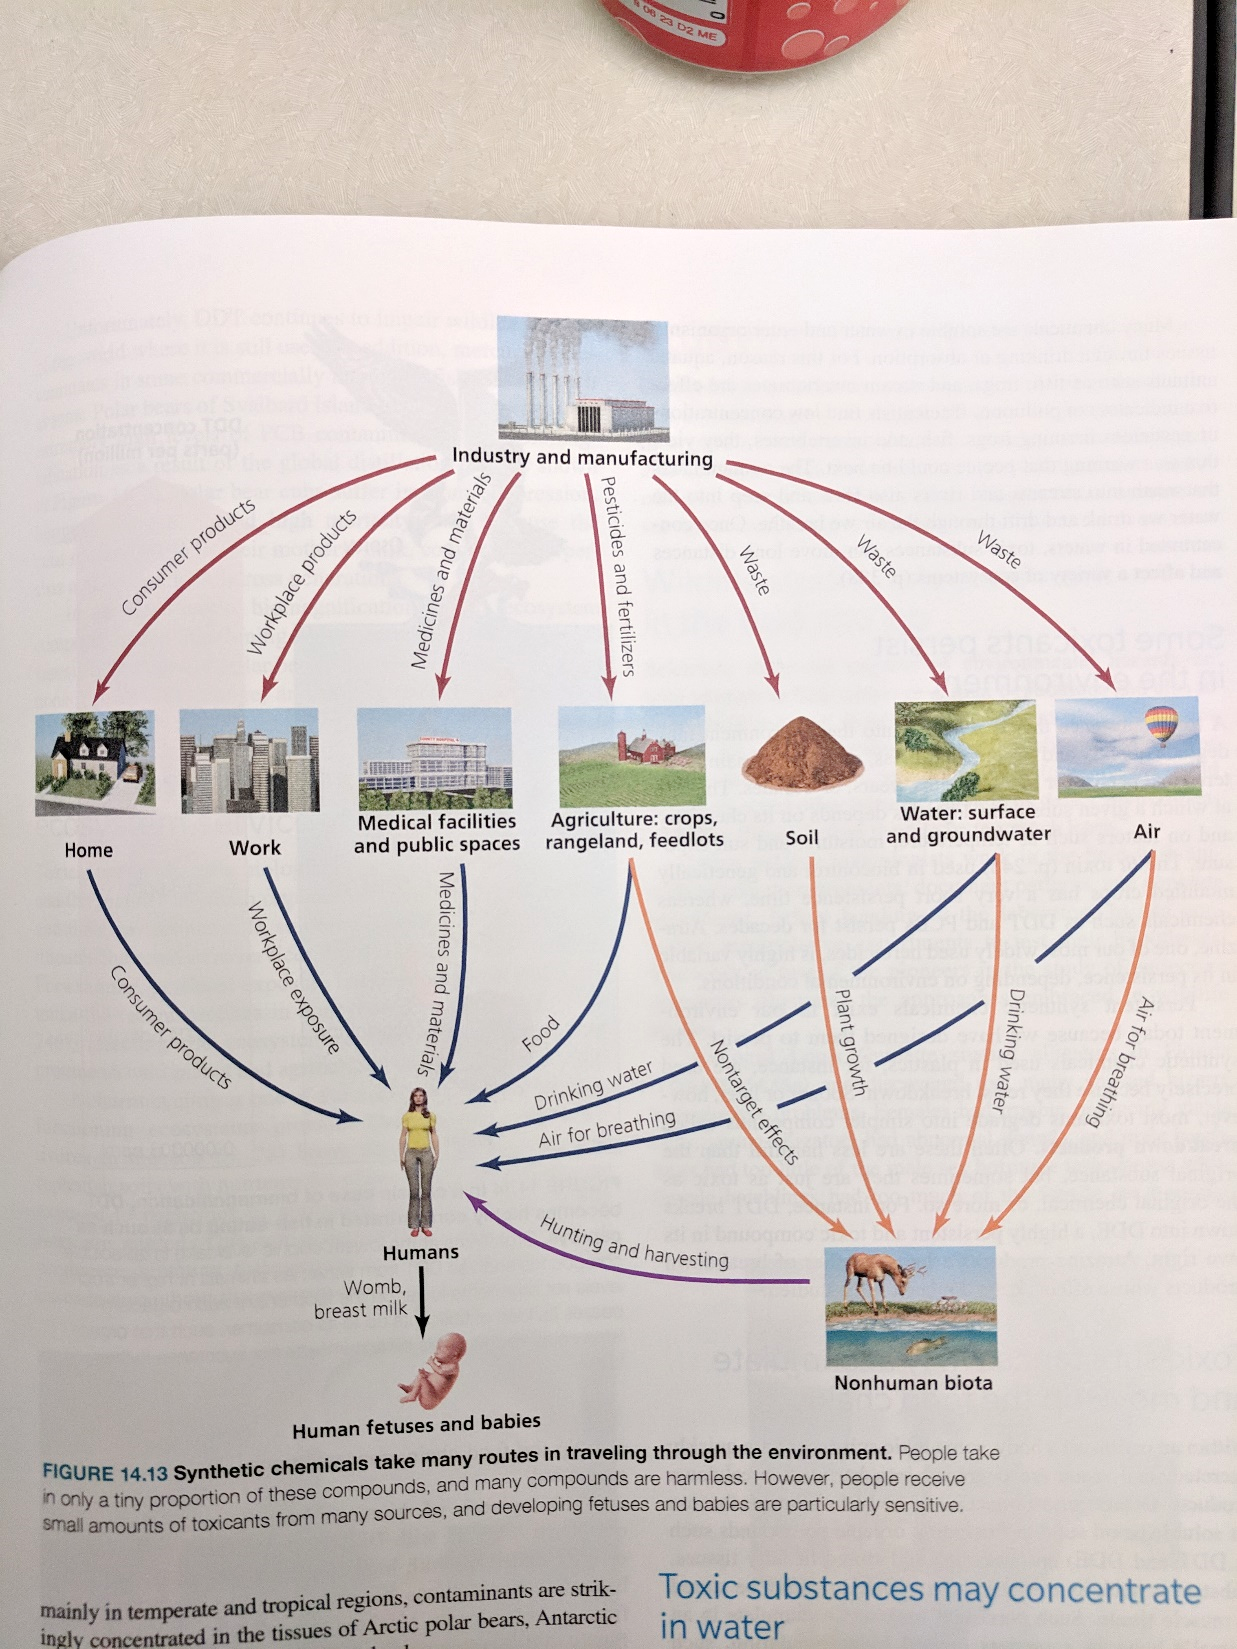 06 23 D2 ME
Industry and manufacturing
Consumer products
Workplace products
Medicines and materials
Pesticides and fertilizers
Waste
Waste
Waste
Home
Work
Medical facilities
and public spaces
Agriculture: crops,
rangeland, feedlots
Soil
Water: surface
and groundwater
Air
Consumer products
Workplace exposure
Medicines and materials
Food
Drinking water
Air for breathing
Nontarget effects
Plant growth
Drinking water
Air for breathing
Hunting and harvesting
Humans
Womb,
breast milk
Nonhuman biota
Human fetuses and babies
FIGURE 14.13 Synthetic chemicals take many routes in traveling through the environment. People take
in only a tiny proportion of these compounds, and many compounds are harmless. However, people receive
small amounts of toxicants from many sources, and developing fetuses and babies are particularly sensitive.
mainly in temperate and tropical regions, contaminants are strik-
ingly concentrated in the tissues of Arctic polar bears, Antarctic
Toxic substances may concentrate
in water